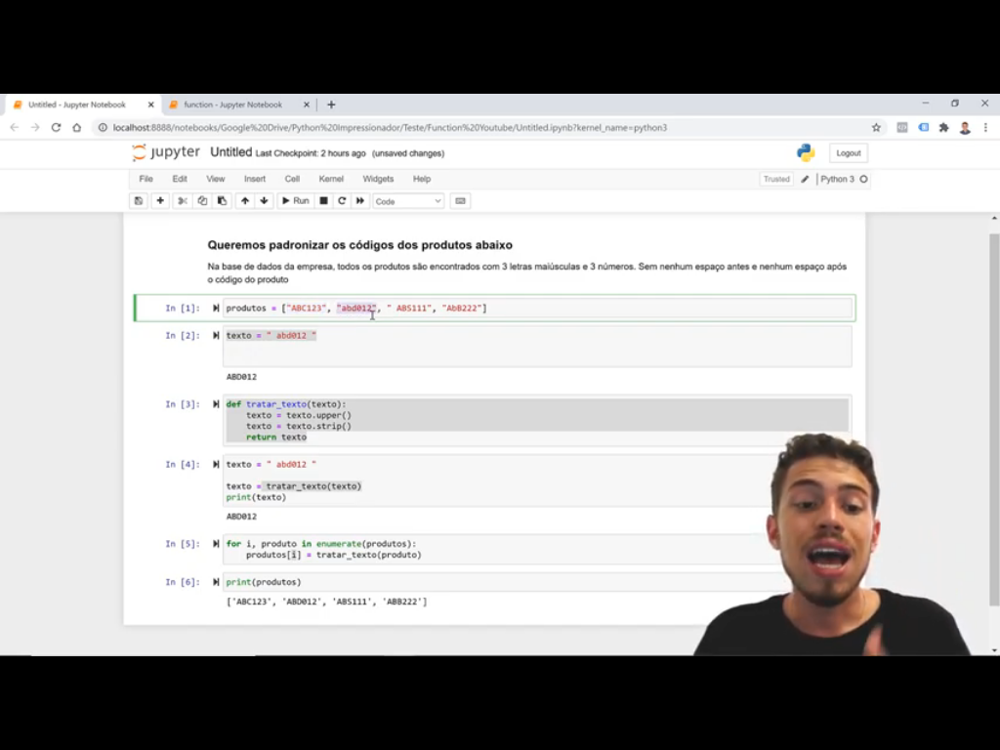 Untitled - Jupyter Notebook
function - Jupyter Notebook
localhost:8888/notebooks/Google%20Drive/Python%20Impressionador/Teste/Function%20Youtube/Untitled.ipynb?kernel_name=python3
jupyter Untitled Last Checkpoint: 2 hours ago (unsaved changes)
Logout
File Edit View Insert Cell Kernel Widgets Help
Trusted Python 3
Run Code
Queremos padronizar os códigos dos produtos abaixo
Na base de dados da empresa, todos os produtos são encontrados com 3 letras maiúsculas e 3 números. Sem nenhum espaço antes e nenhum espaço após
o código do produto
In [1]: produtos = ["ABC123", "abd012", " ABS111", "AbB222"]
In [2]: texto = " abd012 "
ABD012
In [3]: def tratar_texto(texto):
texto = texto.upper()
texto = texto.strip()
return texto
In [4]: texto = " abd012 "
texto = tratar_texto(texto)
print(texto)
ABD012
In [5]: for i, produto in enumerate(produtos):
produtos[i] = tratar_texto(produto)
In [6]: print(produtos)
['ABC123', 'ABD012', 'ABS111', 'ABB222']